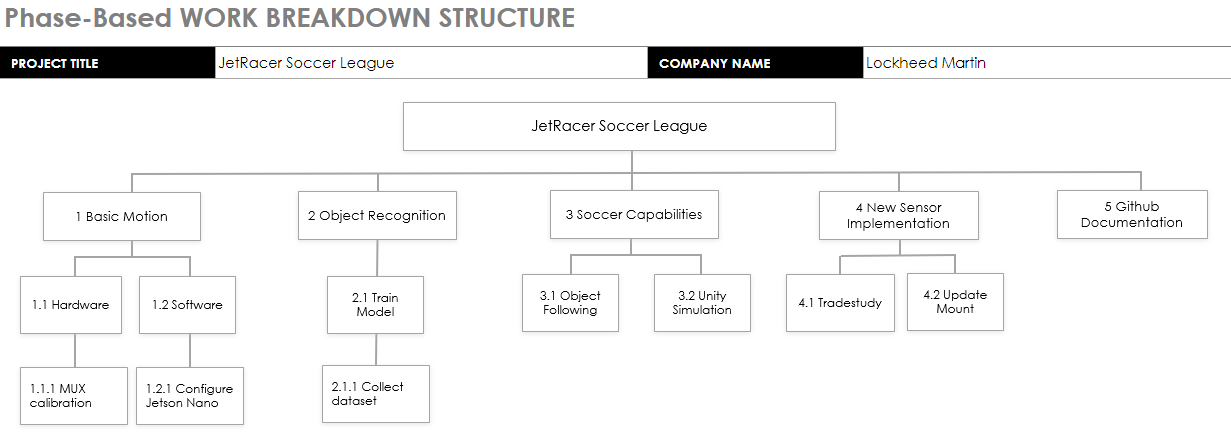 Phase-Based WORK BREAKDOWN STRUCTURE
PROJECT TITLE
JetRacer Soccer League
COMPANY NAME
Lockheed Martin
JetRacer Soccer League
1 Basic Motion
2 Object Recognition
3 Soccer Capabilities
4 New Sensor
Implementation
5 Github
Documentation
1.1 Hardware
1.2 Software
2.1 Train
Model
3.1 Object
Following
3.2 Unity
Simulation
4.1 Tradestudy
4.2 Update
Mount
1.1.1 MUX
calibration
1.2.1 Configure
Jetson Nano
2.1.1 Collect
dataset